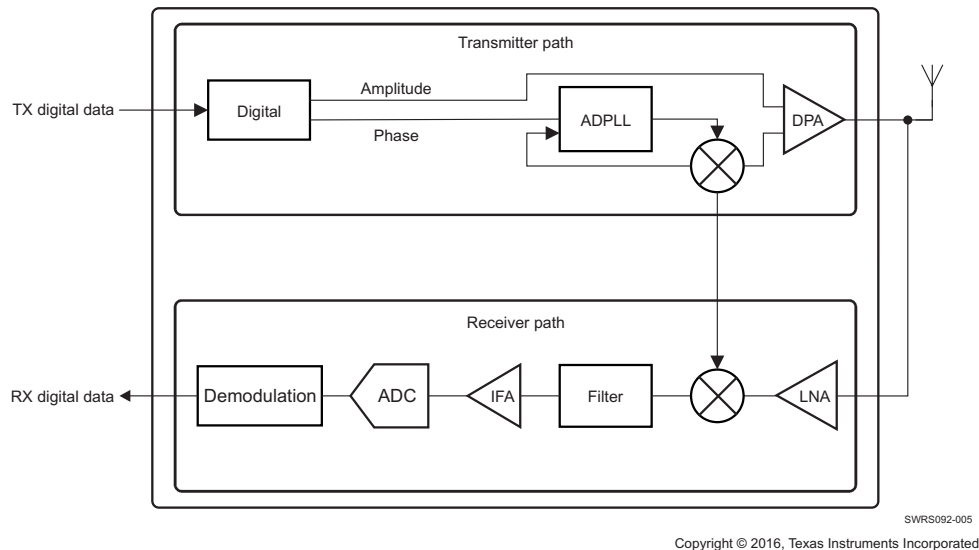 Transmitter path
TX digital data
Digital
Amplitude
Phase
ADPLL
DPA
Receiver path
RX digital data
Demodulation
ADC
IFA
Filter
LNA
SWRS092-005
Copyright © 2016, Texas Instruments Incorporated